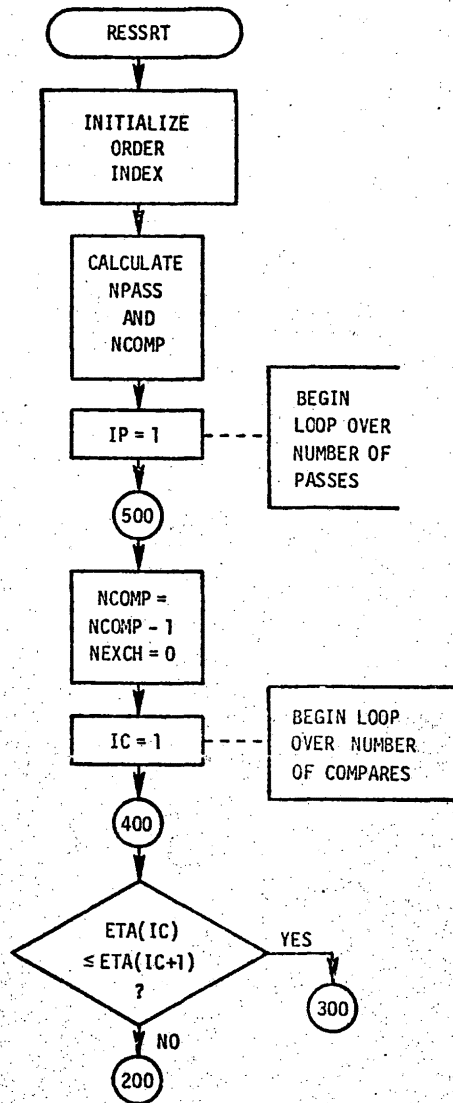 RESSRT
INITIALIZE
ORDER
INDEX
CALCULATE
NPASS
AND
NCOMP
IP = 1
BEGIN
LOOP OVER
NUMBER OF
PASSES
500
NCOMP =
NCOMP - 1
NEXCH = 0
IC = 1
BEGIN LOOP
OVER NUMBER
OF COMPARES
400
ETA(IC)
≤ ETA(IC+1)
?
YES
300
NO
200